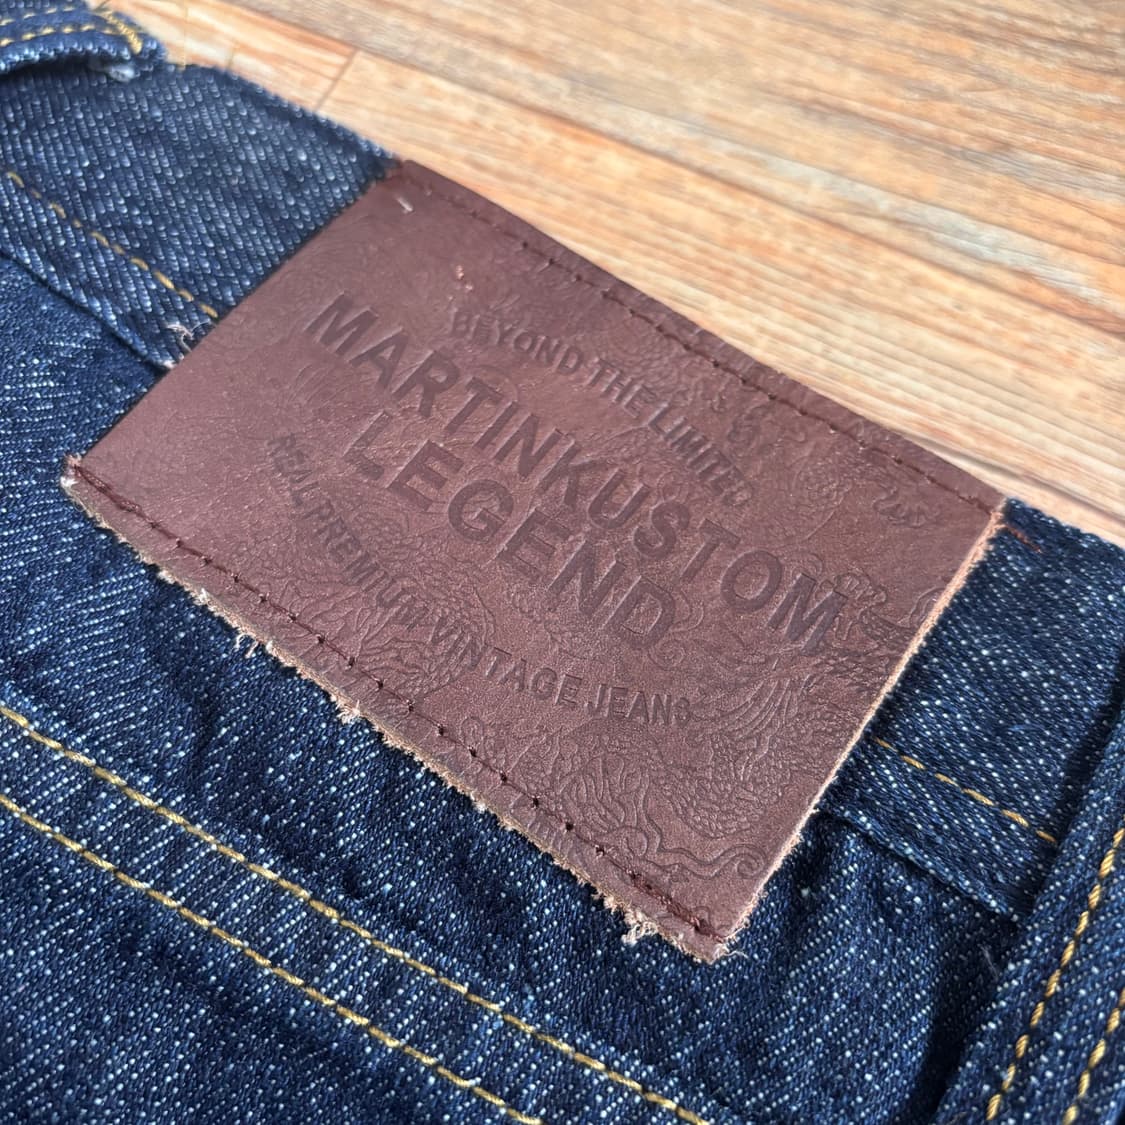 BEYOND THE LIMITED
MARTINKUSTOM
LEGEND
REAL PREMIUM VINTAGE JEANS